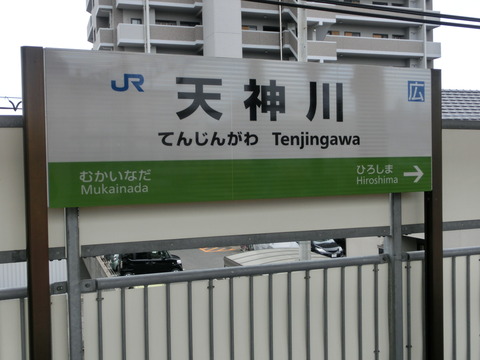 JR 天神川 広
てんじんがわ Tenjingawa
むかいなだ ひろしま
Mukainada Hiroshima →